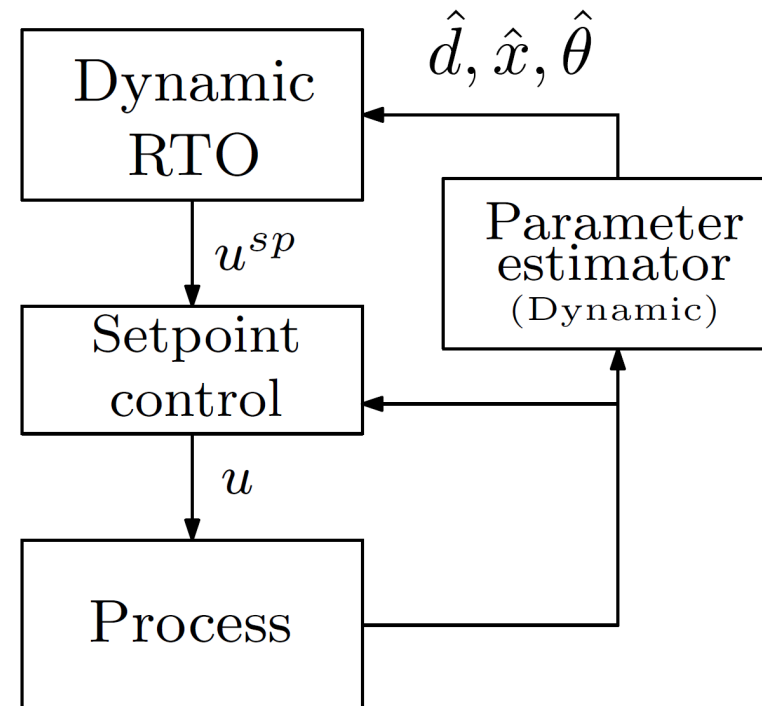 Dynamic
RTO
d̂, x̂, θ̂
Parameter
estimator
(Dynamic)
u^{sp}
Setpoint
control
u
Process